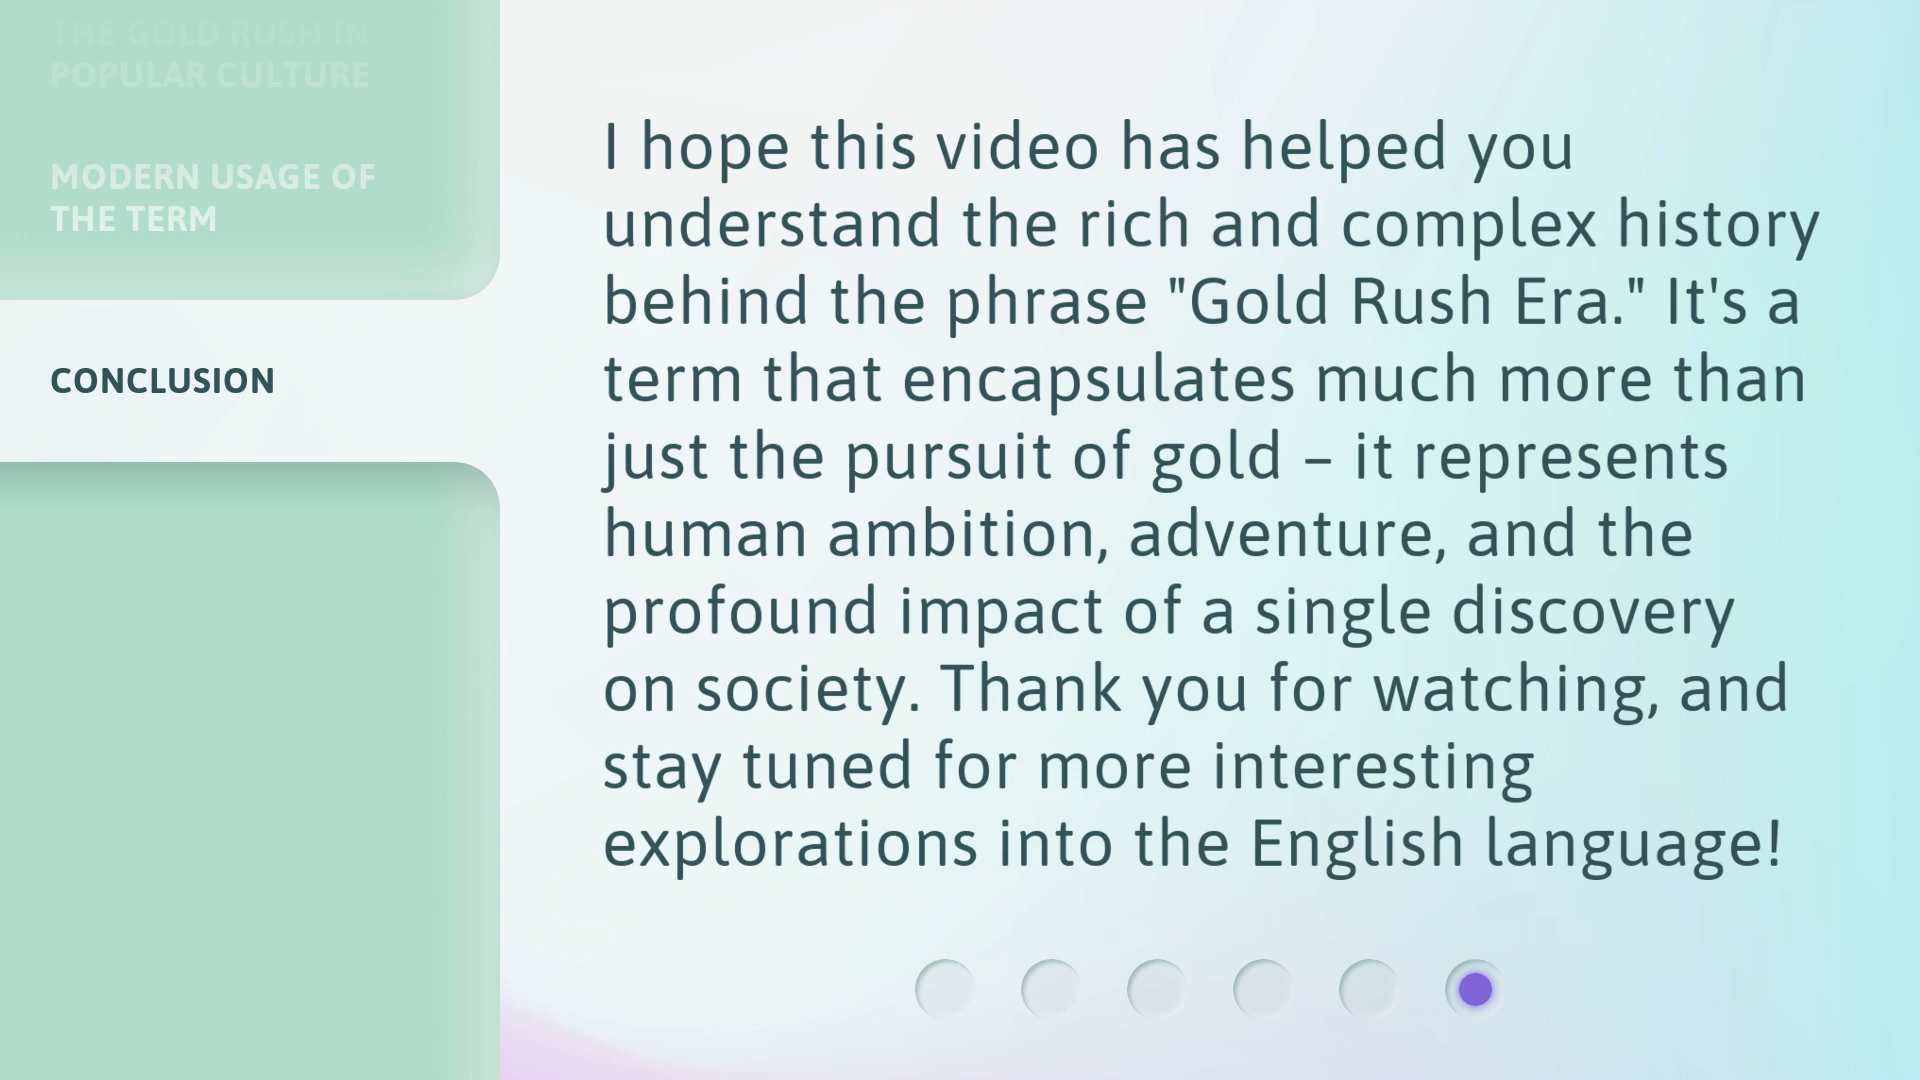 THE GOLD RUSH IN
POPULAR CULTURE
MODERN USAGE OF
THE TERM
CONCLUSION
I hope this video has helped you
understand the rich and complex history
behind the phrase "Gold Rush Era." It's a
term that encapsulates much more than
just the pursuit of gold – it represents
human ambition, adventure, and the
profound impact of a single discovery
on society. Thank you for watching, and
stay tuned for more interesting
explorations into the English language!